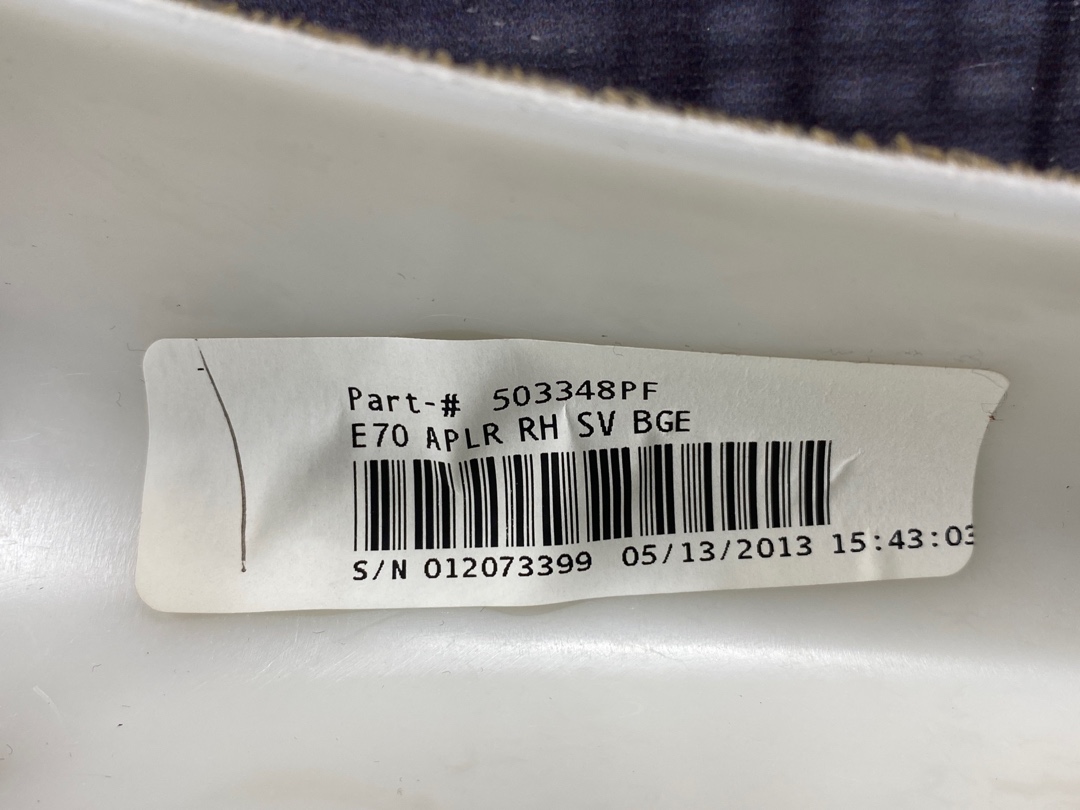 Part-# 503348PF
E70 APLR RH SV BGE
S/N 012073399 05/13/2013 15:43:03